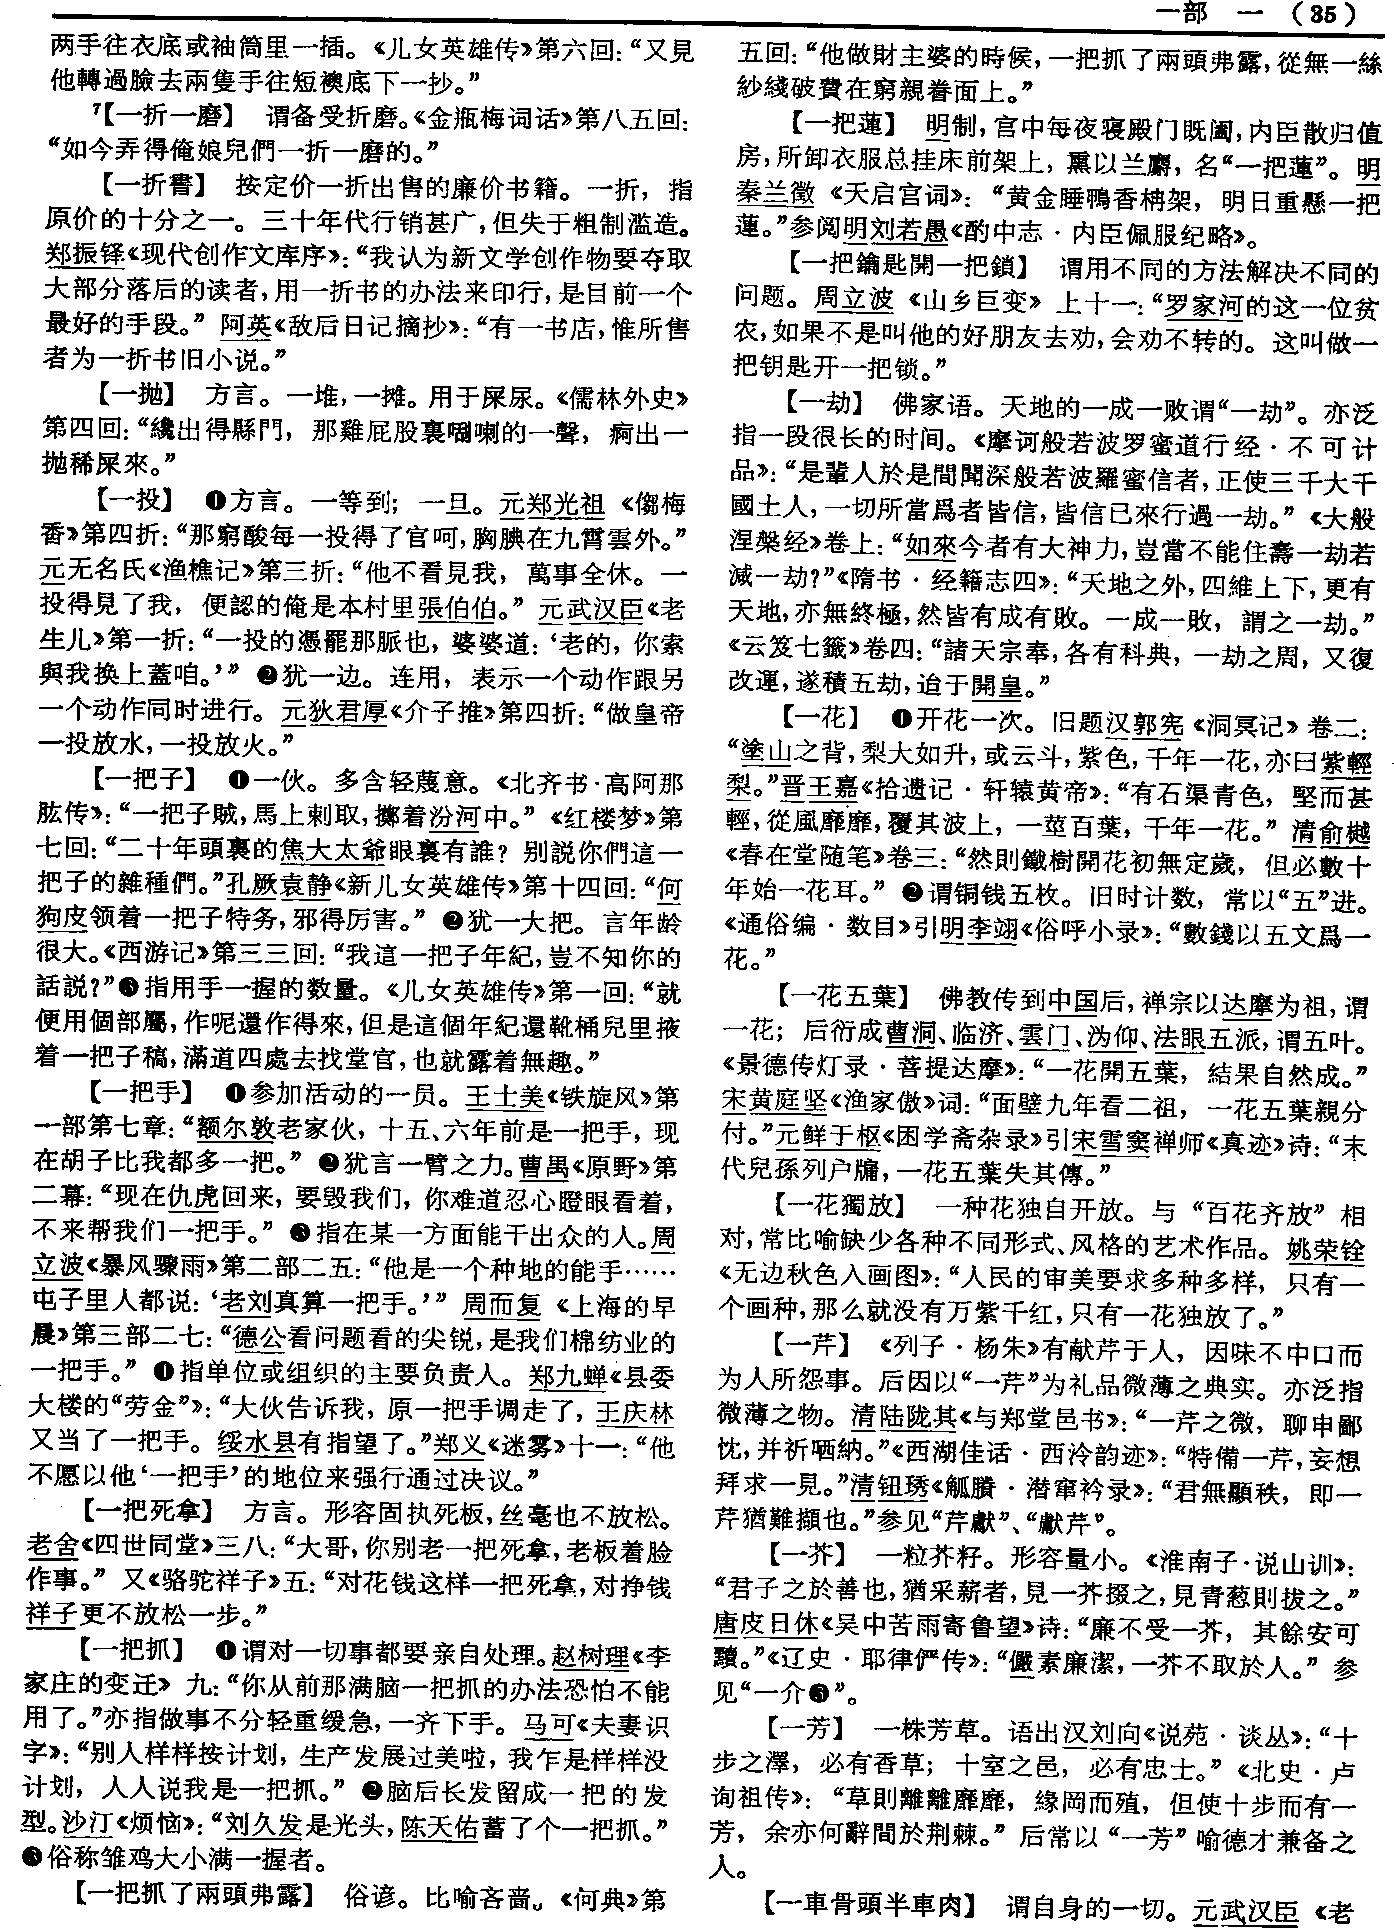 一部 一 (35)
两手往衣底或袖筒里一插。《儿女英雄传》第六回：“又見
他轉過臉去兩隻手往短襖底下一抄。”
⁷【一折一磨】 谓备受折磨。《金瓶梅词话》第八五回：
“如今弄得俺娘兒們一折一磨的。”
【一折書】 按定价一折出售的廉价书籍。一折，指
原价的十分之一。三十年代行销甚广，但失于粗制滥造。
郑振铎《现代创作文库序》：“我认为新文学创作物要夺取
大部分落后的读者，用一折书的办法来印行，是目前一个
最好的手段。” 阿英《敌后日记摘抄》：“有一书店，惟所售
者为一折书旧小说。”
【一抛】 方言。一堆，一摊。用于屎尿。《儒林外史》
第四回：“纔出得縣門，那雞屁股裏唿喇的一聲，痾出一
抛稀屎來。”
【一投】 ❶方言。一等到；一旦。元郑光祖《㑳梅
香》第四折：“那窮酸每一投得了官呵，胸腆在九霄雲外。”
元无名氏《渔樵记》第三折：“他不看見我，萬事全休。一
投得見了我，便認的俺是本村里張伯伯。” 元武汉臣《老
生儿》第一折：“一投的憑罷那脈也，婆婆道：‘老的，你索
與我换上蓋咱。’” ❷犹一边。连用，表示一个动作跟另
一个动作同时进行。元狄君厚《介子推》第四折：“做皇帝
一投放水，一投放火。”
【一把子】 ❶一伙。多含轻蔑意。《北齐书·高阿那
肱传》：“一把子贼，馬上刺取，擲着汾河中。” 《红楼梦》第
七回：“二十年頭裏的焦大太爺眼裏有誰？别説你們這一
把子的雜種們。”孔厥袁静《新儿女英雄传》第十四回：“何
狗皮领着一把子特务，邪得厉害。” ❷犹一大把。言年龄
很大。《西游记》第三三回：“我這一把子年紀，豈不知你的
話説？”❸指用手一握的数量。《儿女英雄传》第一回：“就
便用個部屬，作呢還作得來，但是這個年紀還靴桶兒里掖
着一把子稿，滿道四處去找堂官，也就露着無趣。”
【一把手】 ❶参加活动的一员。王士美《铁旋风》第
一部第七章：“额尔敦老家伙，十五、六年前是一把手，现
在胡子比我都多一把。” ❷犹言一臂之力。曹禺《原野》第
二幕：“现在仇虎回来，要毁我们，你难道忍心瞪眼看着，
不来帮我们一把手。” ❸指在某一方面能干出众的人。周
立波《暴风骤雨》第二部二五：“他是一个种地的能手……
屯子里人都说：‘老刘真算一把手。’” 周而复《上海的早
晨》第三部二七：“德公看问题看的尖锐，是我们棉纺业的
一把手。” ❶指单位或组织的主要负责人。郑九蝉《县委
大楼的“劳金”》：“大伙告诉我，原一把手调走了，王庆林
又当了一把手。绥水县有指望了。”郑义《迷雾》十一：“他
不愿以他‘一把手’的地位来强行通过决议。”
【一把死拿】 方言。形容固执死板，丝毫也不放松。
老舍《四世同堂》三八：“大哥，你别老一把死拿，老板着脸
作事。” 又《骆驼祥子》五：“对花钱这样一把死拿，对挣钱
祥子更不放松一步。”
【一把抓】 ❶谓对一切事都要亲自处理。赵树理《李
家庄的变迁》九：“你从前那满脑一把抓的办法恐怕不能
用了。”亦指做事不分轻重缓急，一齐下手。马可《夫妻识
字》：“别人样样按计划，生产发展过美啦，我乍是样样没
计划，人人说我是一把抓。” ❷脑后长发留成一把的发
型。沙汀《烦恼》：“刘久发是光头，陈天佑蓄了个一把抓。”
❸俗称雏鸡大小满一握者。
【一把抓了兩頭弗露】 俗谚。比喻吝啬。《何典》第
五回：“他做財主婆的時候，一把抓了兩頭弗露，從無一絲
紗綫破費在窮親眷面上。”
【一把蓮】 明制，宫中每夜寝殿门既阖，内臣散归值
房，所卸衣服总挂床前架上，熏以兰麝，名“一把蓮”。明
秦兰徵《天启宫词》：“黄金睡鴨香構架，明日重懸一把
蓮。”参阅明刘若愚《酌中志·内臣佩服纪略》。
【一把鑰匙開一把鎖】 谓用不同的方法解决不同的
问题。周立波《山乡巨变》上十一：“罗家河的这一位贫
农，如果不是叫他的好朋友去劝，会劝不转的。这叫做一
把钥匙开一把锁。”
【一劫】 佛家语。天地的一成一败谓“一劫”。亦泛
指一段很长的时间。《摩诃般若波罗蜜道行经·不可计
品》：“是輩人於是間聞深般若波羅蜜信者，正使三千大千
國土人，一切所當爲者皆信，皆信已來行過一劫。” 《大般
涅槃经》卷上：“如來今者有大神力，豈當不能住壽一劫若
減一劫？”《隋书·经籍志四》：“天地之外，四維上下，更有
天地，亦無終極，然皆有成有敗。一成一敗，謂之一劫。”
《云笈七籤》卷四：“諸天宗奉，各有科典，一劫之周，又復
改運，遂積五劫，迨于開皇。”
【一花】 ❶开花一次。旧题汉郭宪《洞冥记》卷二：
“塗山之背，梨大如升，或云斗，紫色，千年一花，亦曰紫輕
梨。”晋王嘉《拾遗记·轩辕黄帝》：“有石渠青色，堅而甚
輕，從風靡靡，覆其波上，一莖百葉，千年一花。” 清俞樾
《春在堂随笔》卷三：“然則鐵樹開花初無定歲，但必數十
年始一花耳。” ❷谓铜钱五枚。旧时计数，常以“五”进。
《通俗编·数目》引明李翊《俗呼小录》：“數錢以五文爲一
花。”
【一花五葉】 佛教传到中国后，禅宗以达摩为祖，谓
一花；后衍成曹洞、临济、雲门、沩仰、法眼五派，谓五叶。
《景德传灯录·菩提达摩》：“一花開五葉，結果自然成。”
宋黄庭坚《渔家傲》词：“面壁九年看二祖，一花五葉親分
付。”元鲜于枢《困学斋杂录》引宋雪窦禅师《真迹》诗：“末
代兒孫列户牖，一花五葉失其傳。”
【一花獨放】 一种花独自开放。与“百花齐放”相
对，常比喻缺少各种不同形式、风格的艺术作品。姚荣铨
《无边秋色入画图》：“人民的审美要求多种多样，只有一
个画种，那么就没有万紫千红，只有一花独放了。”
【一芹】 《列子·杨朱》有献芹于人，因味不中口而
为人所怨事。后因以“一芹”为礼品微薄之典实。亦泛指
微薄之物。清陆陇其《与郑堂邑书》：“一芹之微，聊申鄙
忱，并祈哂納。”《西湖佳话·西泠韵迹》：“特備一芹，妄想
拜求一見。”清钮琇《觚賸·潜窜衿录》：“君無顯秩，即一
芹猶難擷也。”参见“芹獻”、“獻芹”。
【一芥】 一粒芥籽。形容量小。《淮南子·说山训》：
“君子之於善也，猶采薪者，見一芥掇之，見青葱則拔之。”
唐皮日休《吴中苦雨寄鲁望》诗：“廉不受一芥，其餘安可
黷。”《辽史·耶律俨传》：“儼素廉潔，一芥不取於人。” 参
见“一介❸”。
【一芳】 一株芳草。语出汉刘向《说苑·谈丛》：“十
步之澤，必有香草；十室之邑，必有忠士。” 《北史·卢
询祖传》：“草則離離靡靡，緣岡而殖，但使十步而有一
芳，余亦何辭間於荆棘。” 后常以“一芳”喻德才兼备之
人。
【一車骨頭半車肉】 谓自身的一切。元武汉臣《老